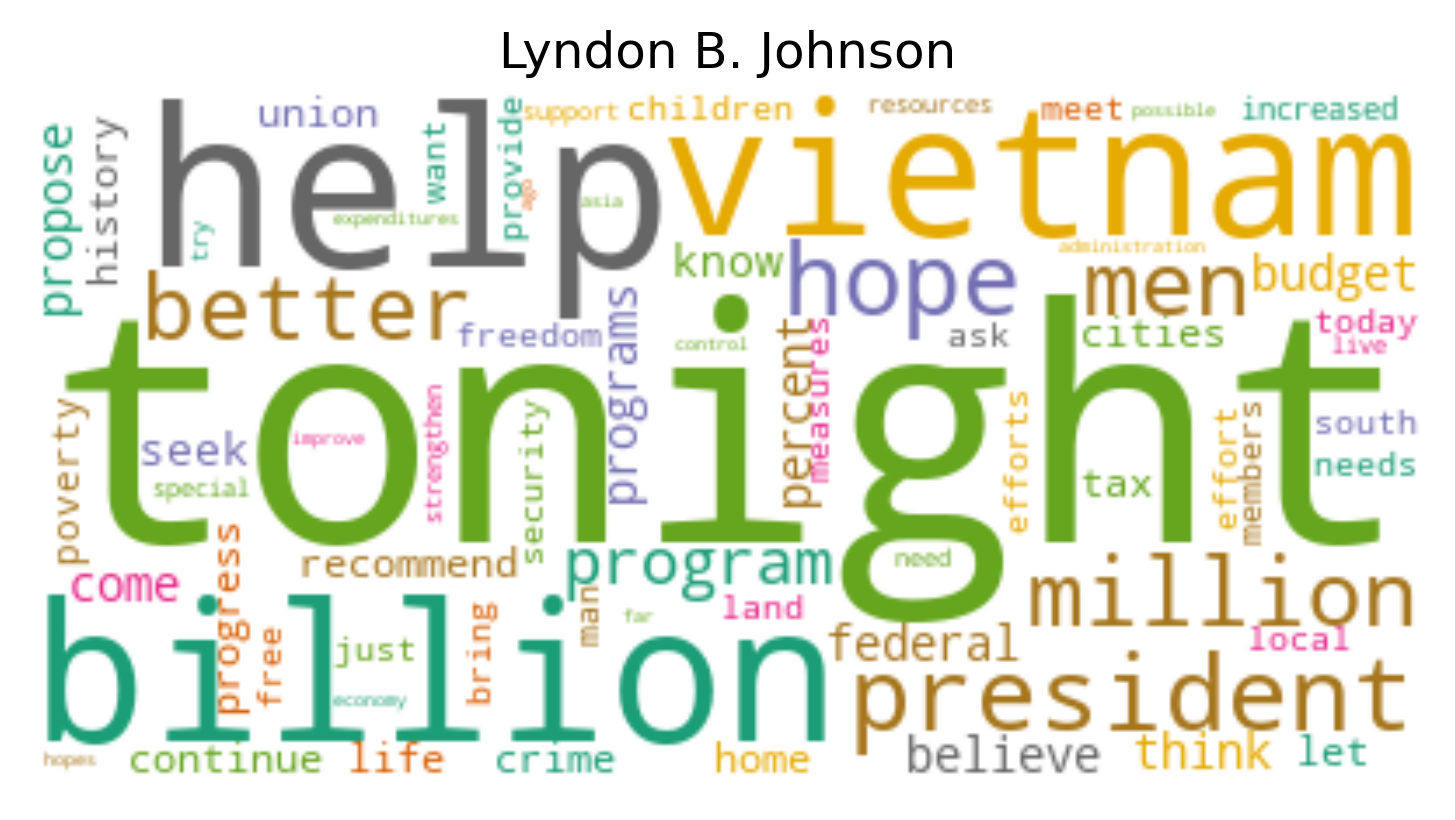 Lyndon B. Johnson
union
support
children
resources
meet
possible
increased
propose
history
help
want
provide
ago
asia
vietnam
try
expenditures
know
hope
administration
men
budget
better
freedom
programs
control
percent
measures
ask
cities
today
live
tonight
poverty
seek
improve
strengthen
security
special
efforts
tax
effort
members
south
needs
recommend
program
need
million
come
progress
free
billion
just
bring
man
far
land
federal
local
economy
president
hopes
continue
life
crime
home
believe
think
let